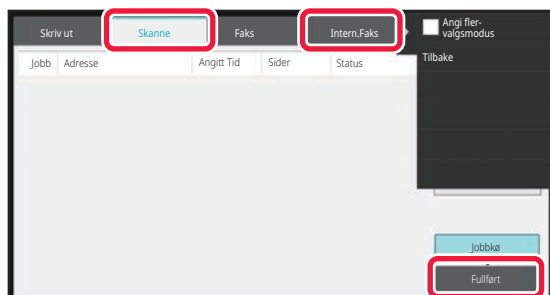 Skriv ut Skanne Faks Intern.Faks
Angi fler-
valgsmodus
Jobb Adresse Angitt Tid Sider Status
Tilbake
Jobbkø
Fullført